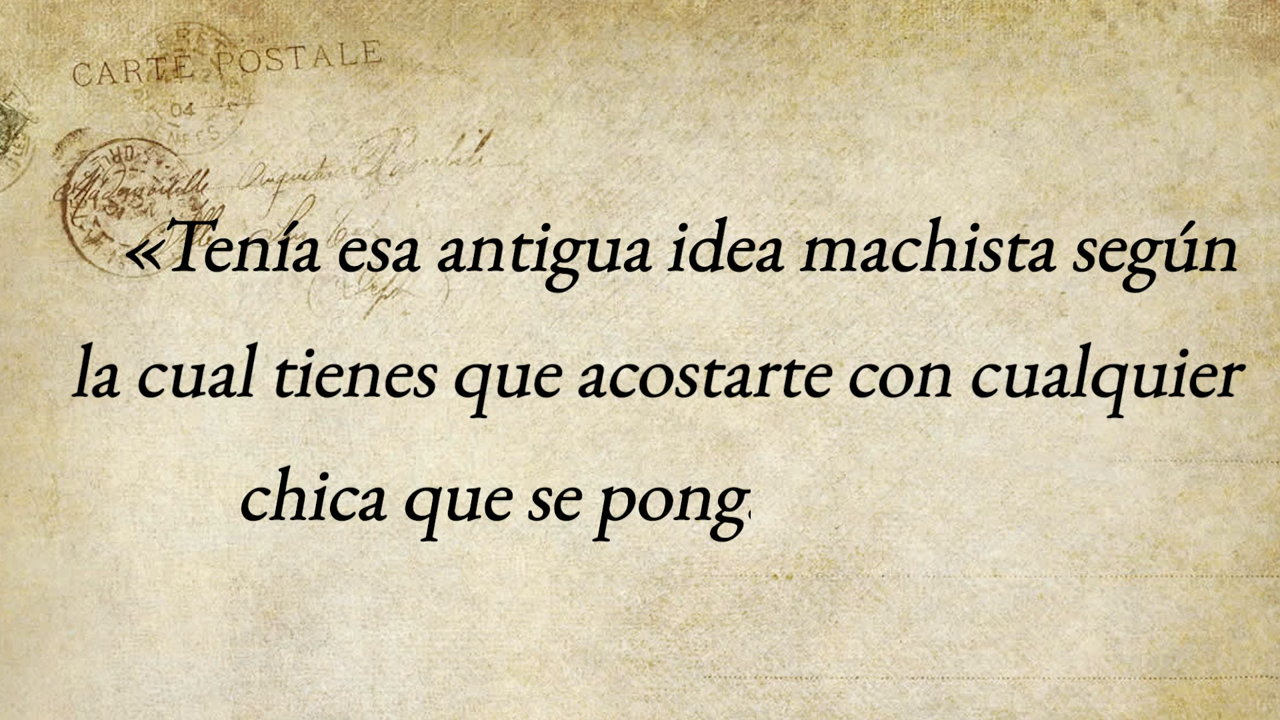 CARTE POSTALE
04
«Tenía esa antigua idea machista según
la cual tienes que acostarte con cualquier
chica que se pong